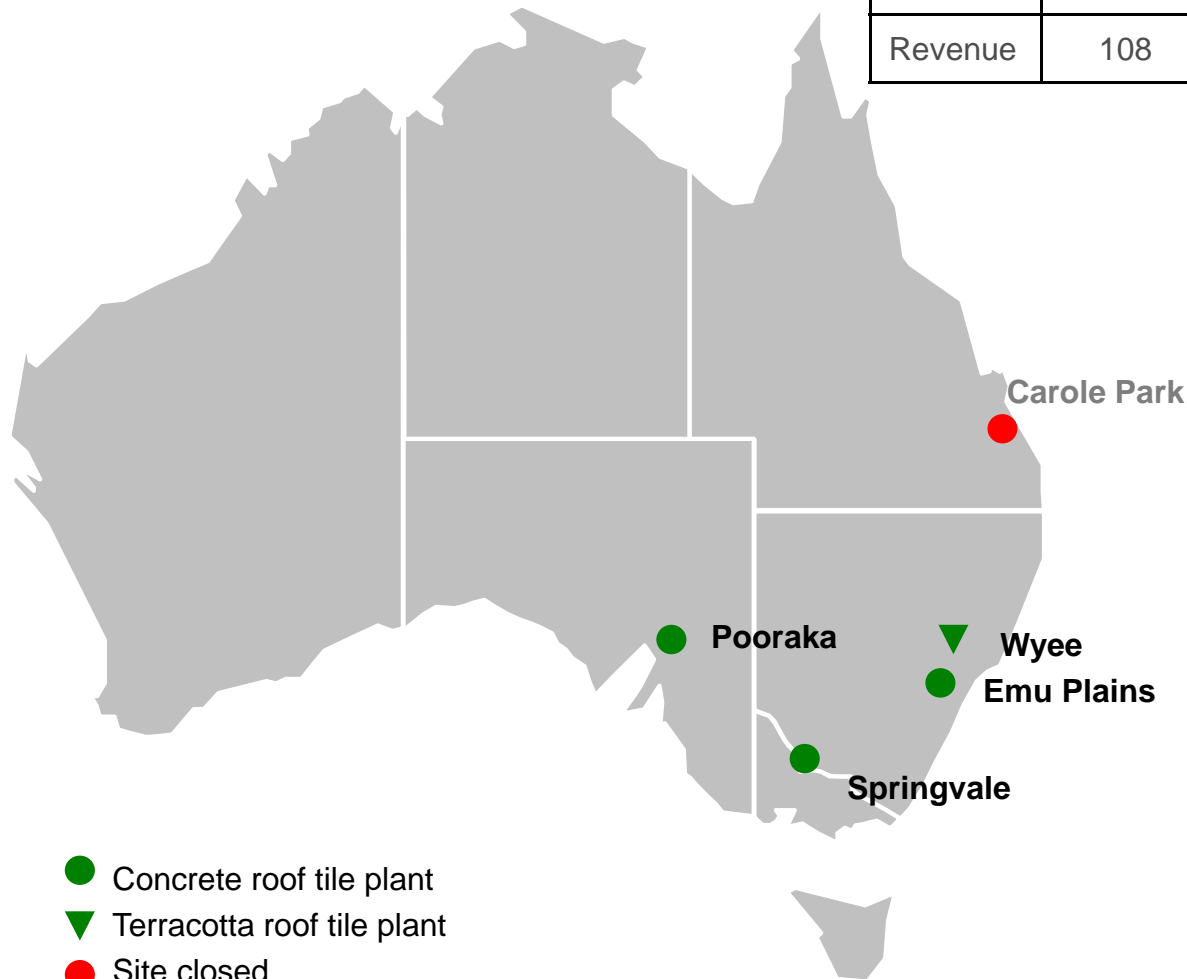 Revenue 108
Carole Park
Pooraka
Wyee
Emu Plains
Springvale
Concrete roof tile plant
Terracotta roof tile plant
Site closed